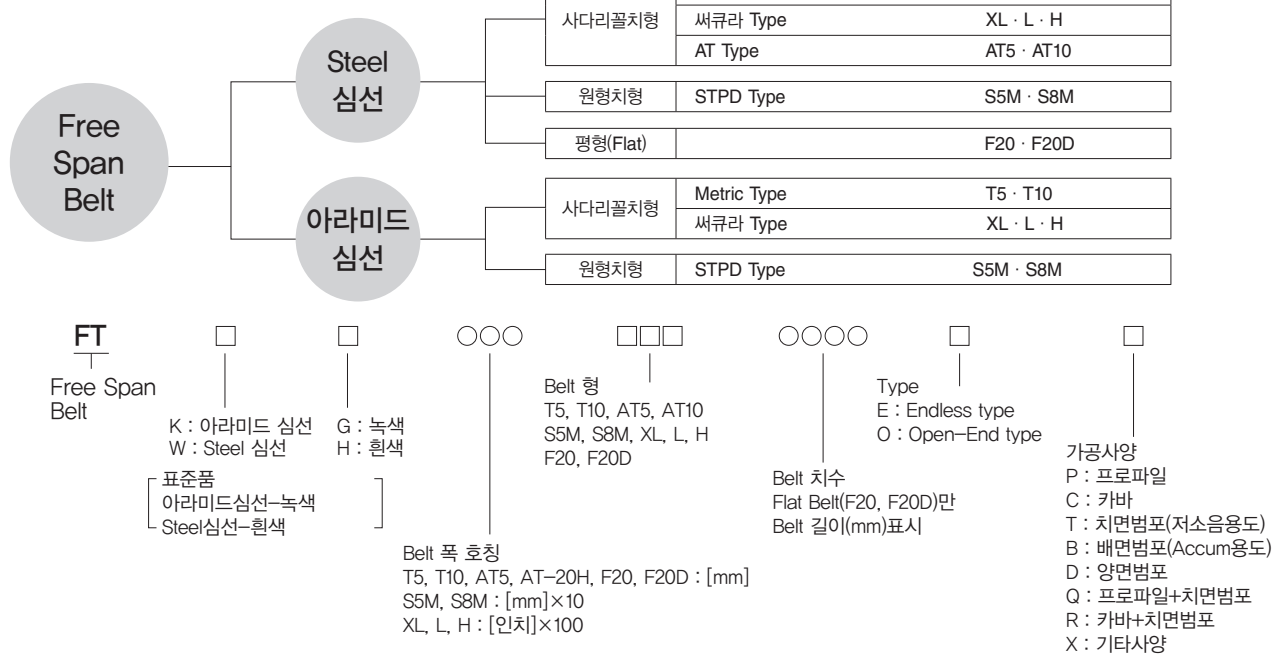 Free
Span
Belt
Steel
심선
사다리꼴치형
써큐라 Type XL · L · H
AT Type AT5 · AT10
원형치형 STPD Type S5M · S8M
평형(Flat) F20 · F20D
아라미드
심선
사다리꼴치형
Metric Type T5 · T10
써큐라 Type XL · L · H
원형치형 STPD Type S5M · S8M
FT □ □ ○○○ □□□ ○○○○ □ □
Free Span
Belt
K : 아라미드 심선
W : Steel 심선
표준품
아라미드심선-녹색
Steel심선-흰색
G : 녹색
H : 흰색
Belt 폭 호칭
T5, T10, AT5, AT-20H, F20, F20D : [mm]
S5M, S8M : [mm]×10
XL, L, H : [인치]×100
Belt 형
T5, T10, AT5, AT10
S5M, S8M, XL, L, H
F20, F20D
Belt 치수
Flat Belt(F20, F20D)만
Belt 길이(mm)표시
Type
E : Endless type
O : Open-End type
가공사양
P : 프로파일
C : 카바
T : 치면범포(저소음용도)
B : 배면범포(Accum용도)
D : 양면범포
Q : 프로파일+치면범포
R : 카바+치면범포
X : 기타사양